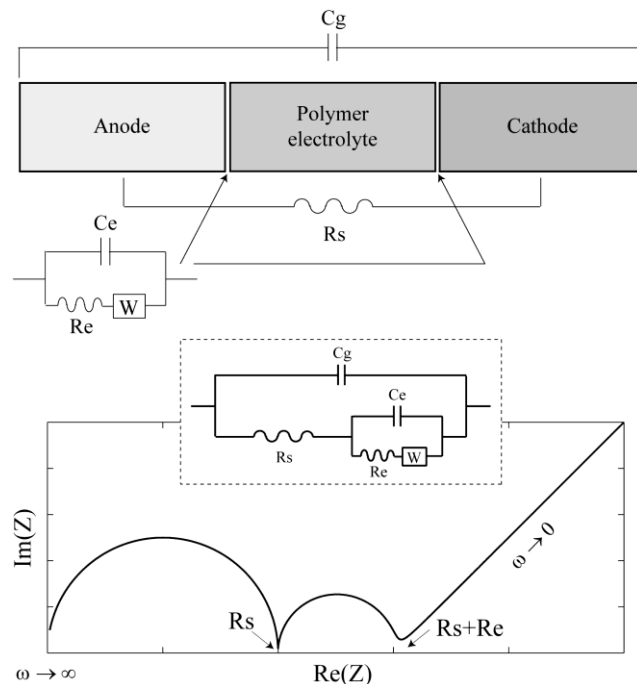 Cg
Anode
Polymer
electrolyte
Cathode
Rs
Ce
Re
W
Cg
Ce
Rs
Re
W
Im(Z)
Rs
Rs+Re
ω→0
ω→∞
Re(Z)